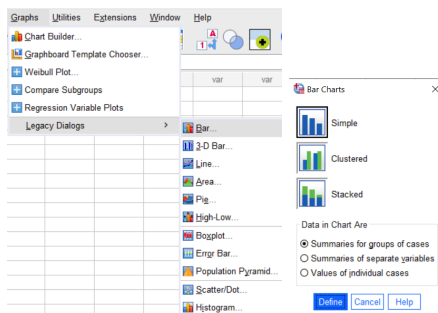 Graphs Utilities Extensions Window Help
Chart Builder...
Graphboard Template Chooser...
Weibull Plot...
Compare Subgroups
Regression Variable Plots
Legacy Dialogs >
var var
Bar...
3-D Bar...
Line...
Area...
Pie...
High-Low...
Boxplot...
Error Bar...
Population Pyramid...
Scatter/Dot...
Histogram...
Bar Charts ×
Simple
Clustered
Stacked
Data in Chart Are
Summaries for groups of cases
Summaries of separate variables
Values of individual cases
Define Cancel Help